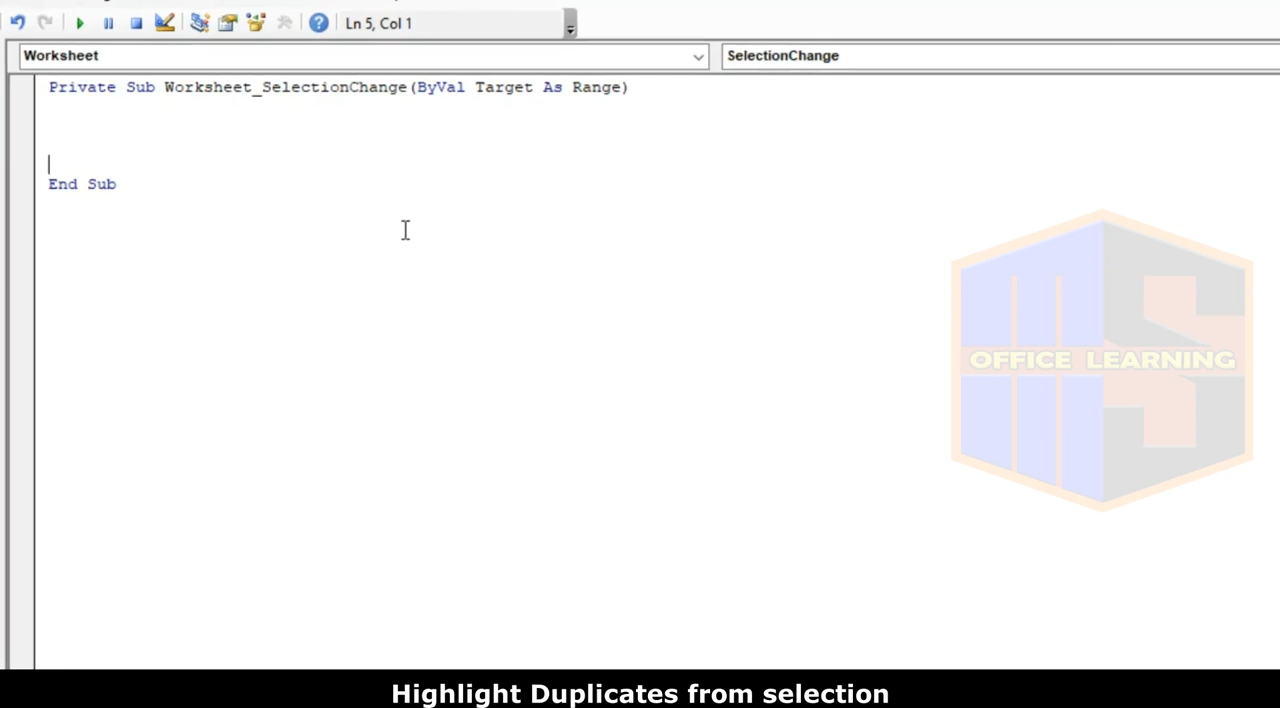 Ln 5, Col 1
Worksheet
SelectionChange
Private Sub Worksheet_SelectionChange(ByVal Target As Range)
End Sub
OFFICE LEARNING
Highlight Duplicates from selection